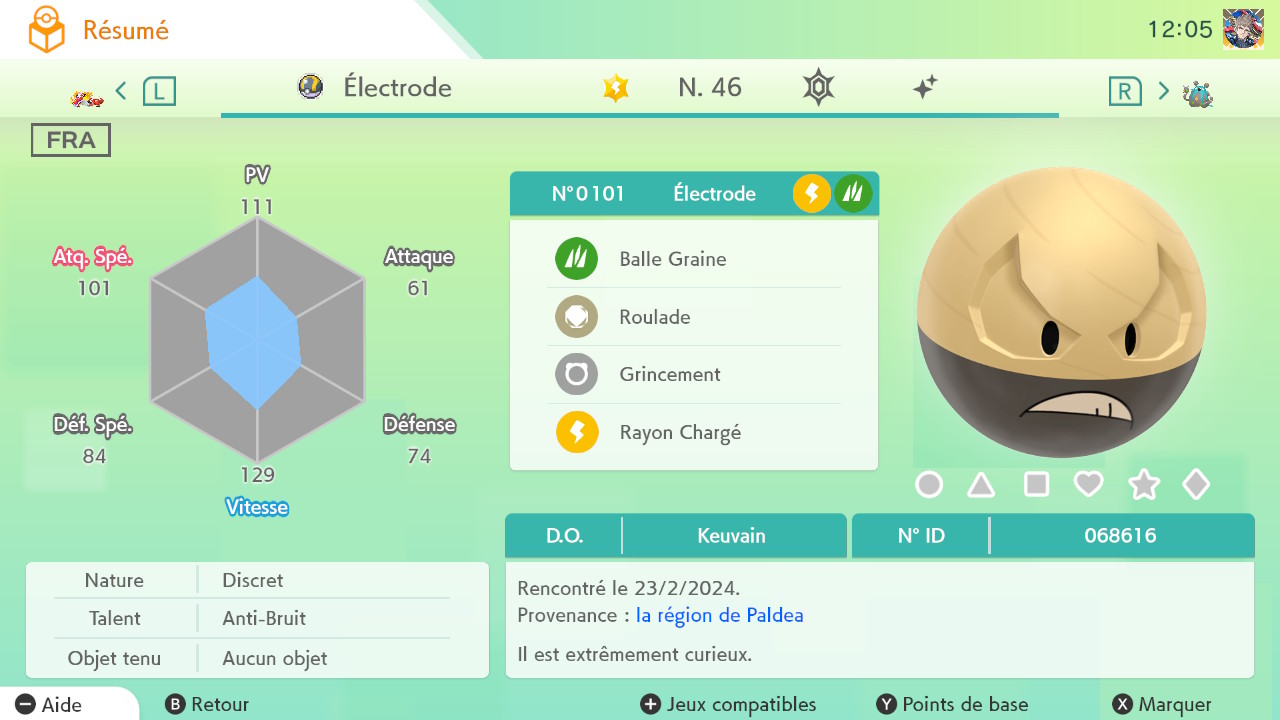 Résumé
12:05
L
Électrode
N. 46
R
FRA
PV
111
Atq. Spé.
101
Attaque
61
Déf. Spé.
84
Défense
74
129
Vitesse
N°0101 Électrode
Balle Graine
Roulade
Grincement
Rayon Chargé
D.O. Keuvain N° ID 068616
Nature Discret
Talent Anti-Bruit
Objet tenu Aucun objet
Rencontré le 23/2/2024.
Provenance : la région de Paldea
Il est extrêmement curieux.
Aide B Retour Jeux compatibles Y Points de base X Marquer